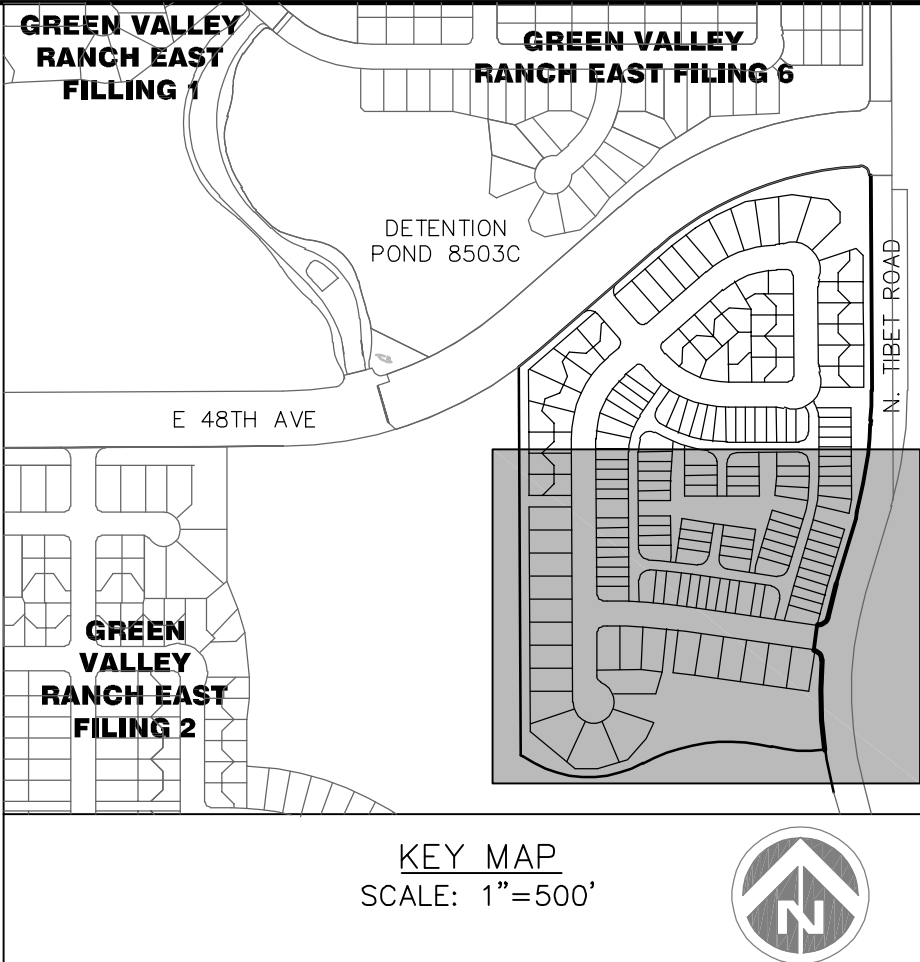 GREEN VALLEY
RANCH EAST
FILLING 1
GREEN VALLEY
RANCH EAST FILING 6
DETENTION
POND 8503C
N. TIBET ROAD
E 48TH AVE
GREEN
VALLEY
RANCH EAST
FILING 2
KEY MAP
SCALE: 1"=500'
N